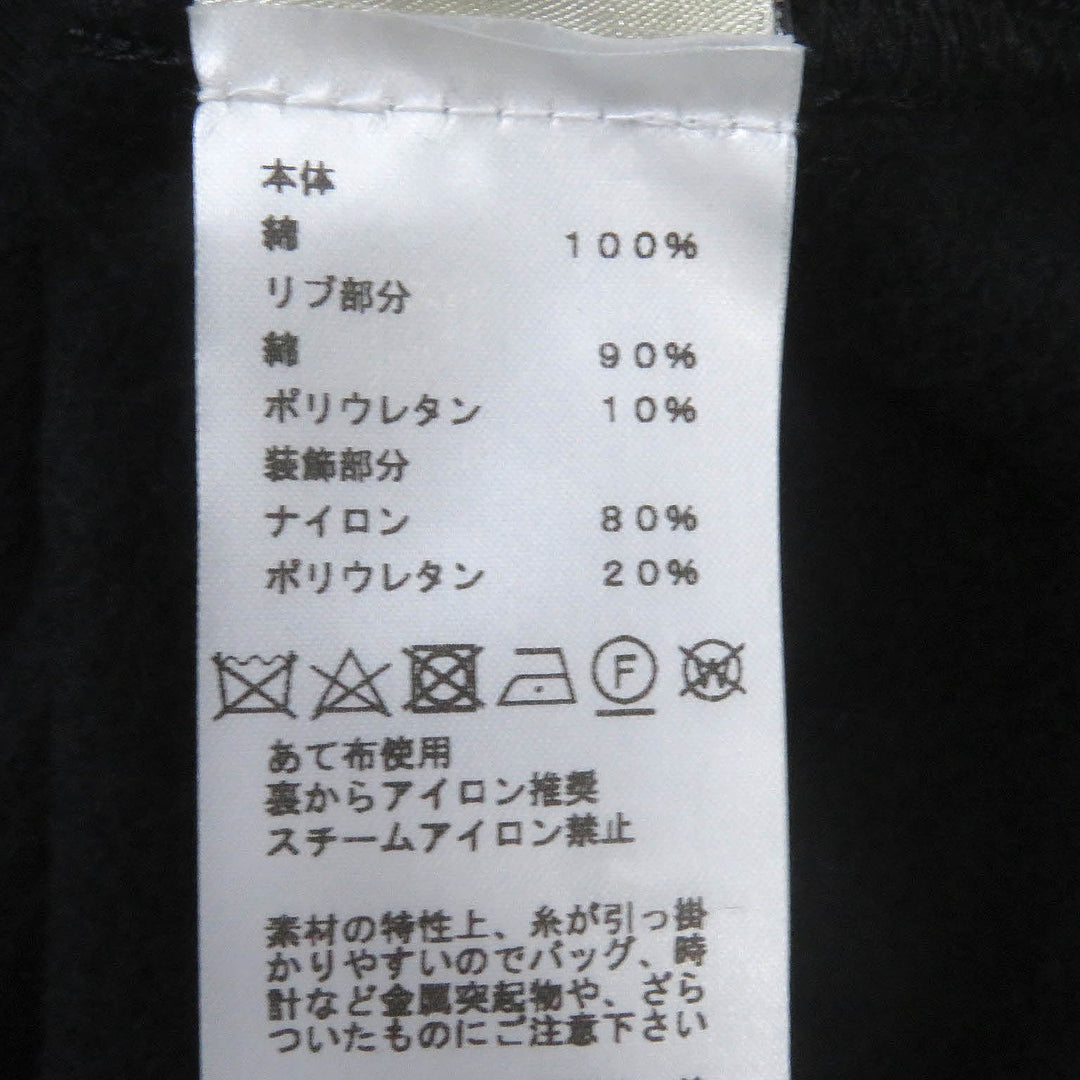 本体
綿 100%
リブ部分
綿 90%
ポリウレタン 10%
装飾部分
ナイロン 80%
ポリウレタン 20%
F W
あて布使用
裏からアイロン推奨
スチームアイロン禁止
素材の特性上、糸が引っ掛
かりやすいのでバッグ、時
計など金属突起物や、ざら
ついたものにご注意下さい